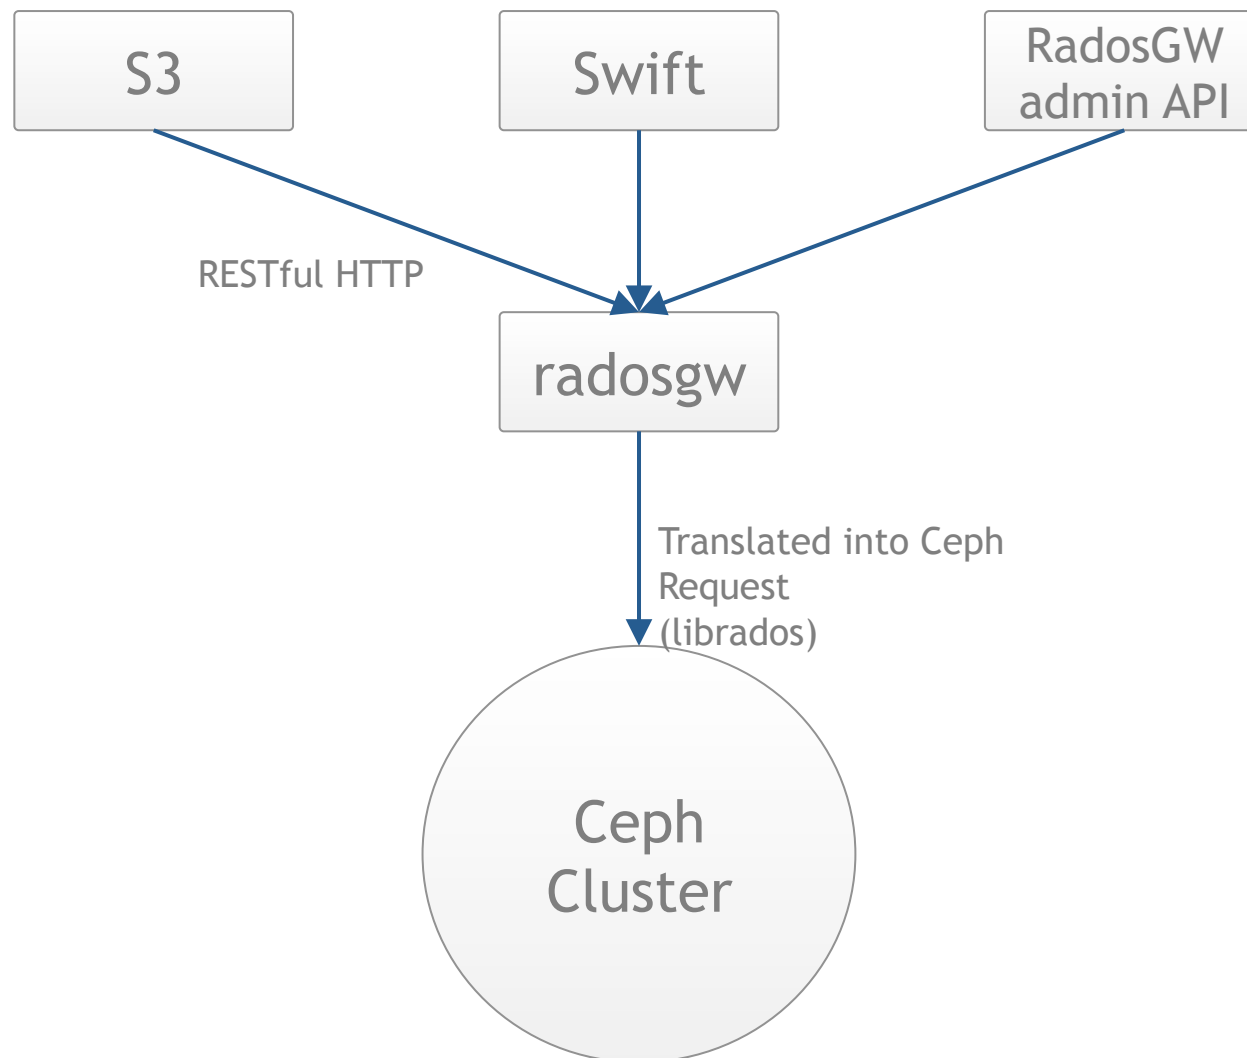 S3
Swift
RadosGW
admin API
RESTful HTTP
radosgw
Translated into Ceph
Request
(librados)
Ceph
Cluster